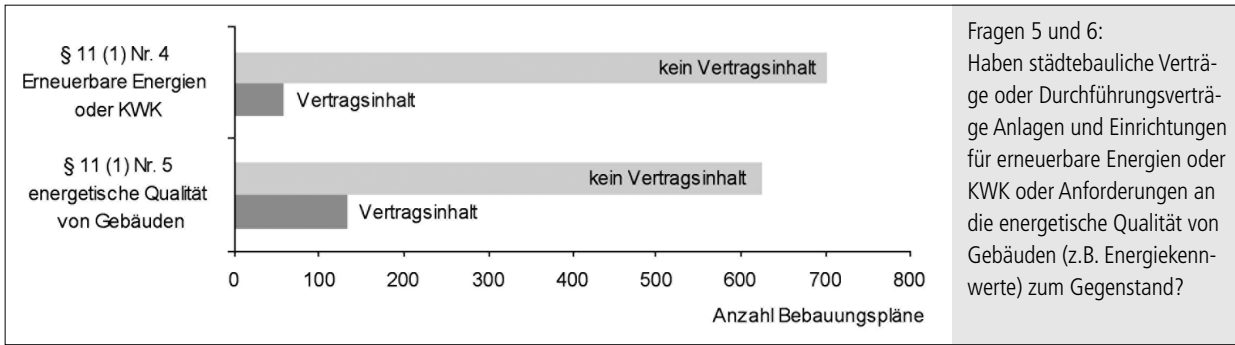 § 11 (1) Nr. 4
Erneuerbare Energien
oder KWK
kein Vertragsinhalt
Vertragsinhalt
§ 11 (1) Nr. 5
energetische Qualität
von Gebäuden
kein Vertragsinhalt
Vertragsinhalt
0 100 200 300 400 500 600 700 800
Anzahl Bebauungspläne
Fragen 5 und 6:
Haben städtebauliche Verträ-
ge oder Durchführungsverträ-
ge Anlagen und Einrichtungen
für erneuerbare Energien oder
KWK oder Anforderungen an
die energetische Qualität von
Gebäuden (z.B. Energiekenn-
werte) zum Gegenstand?